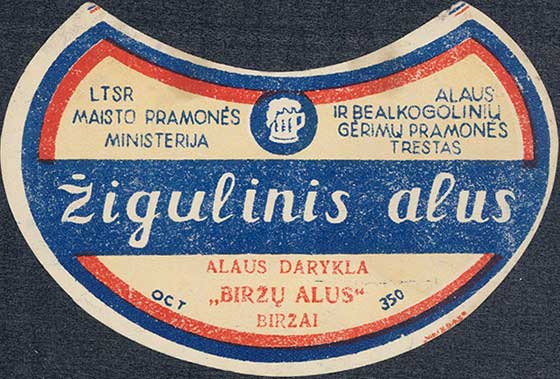 LTSR
MAISTO PRAMONĖS
MINISTERIJA
ALAUS
IR BEALKOGOLINIŲ
GĖRIMŲ PRAMONĖS
TRESTAS
žigulinis alus
ALAUS DARYKLA
„BIRŽŲ ALUS“
BIRŽAI
OCT 350